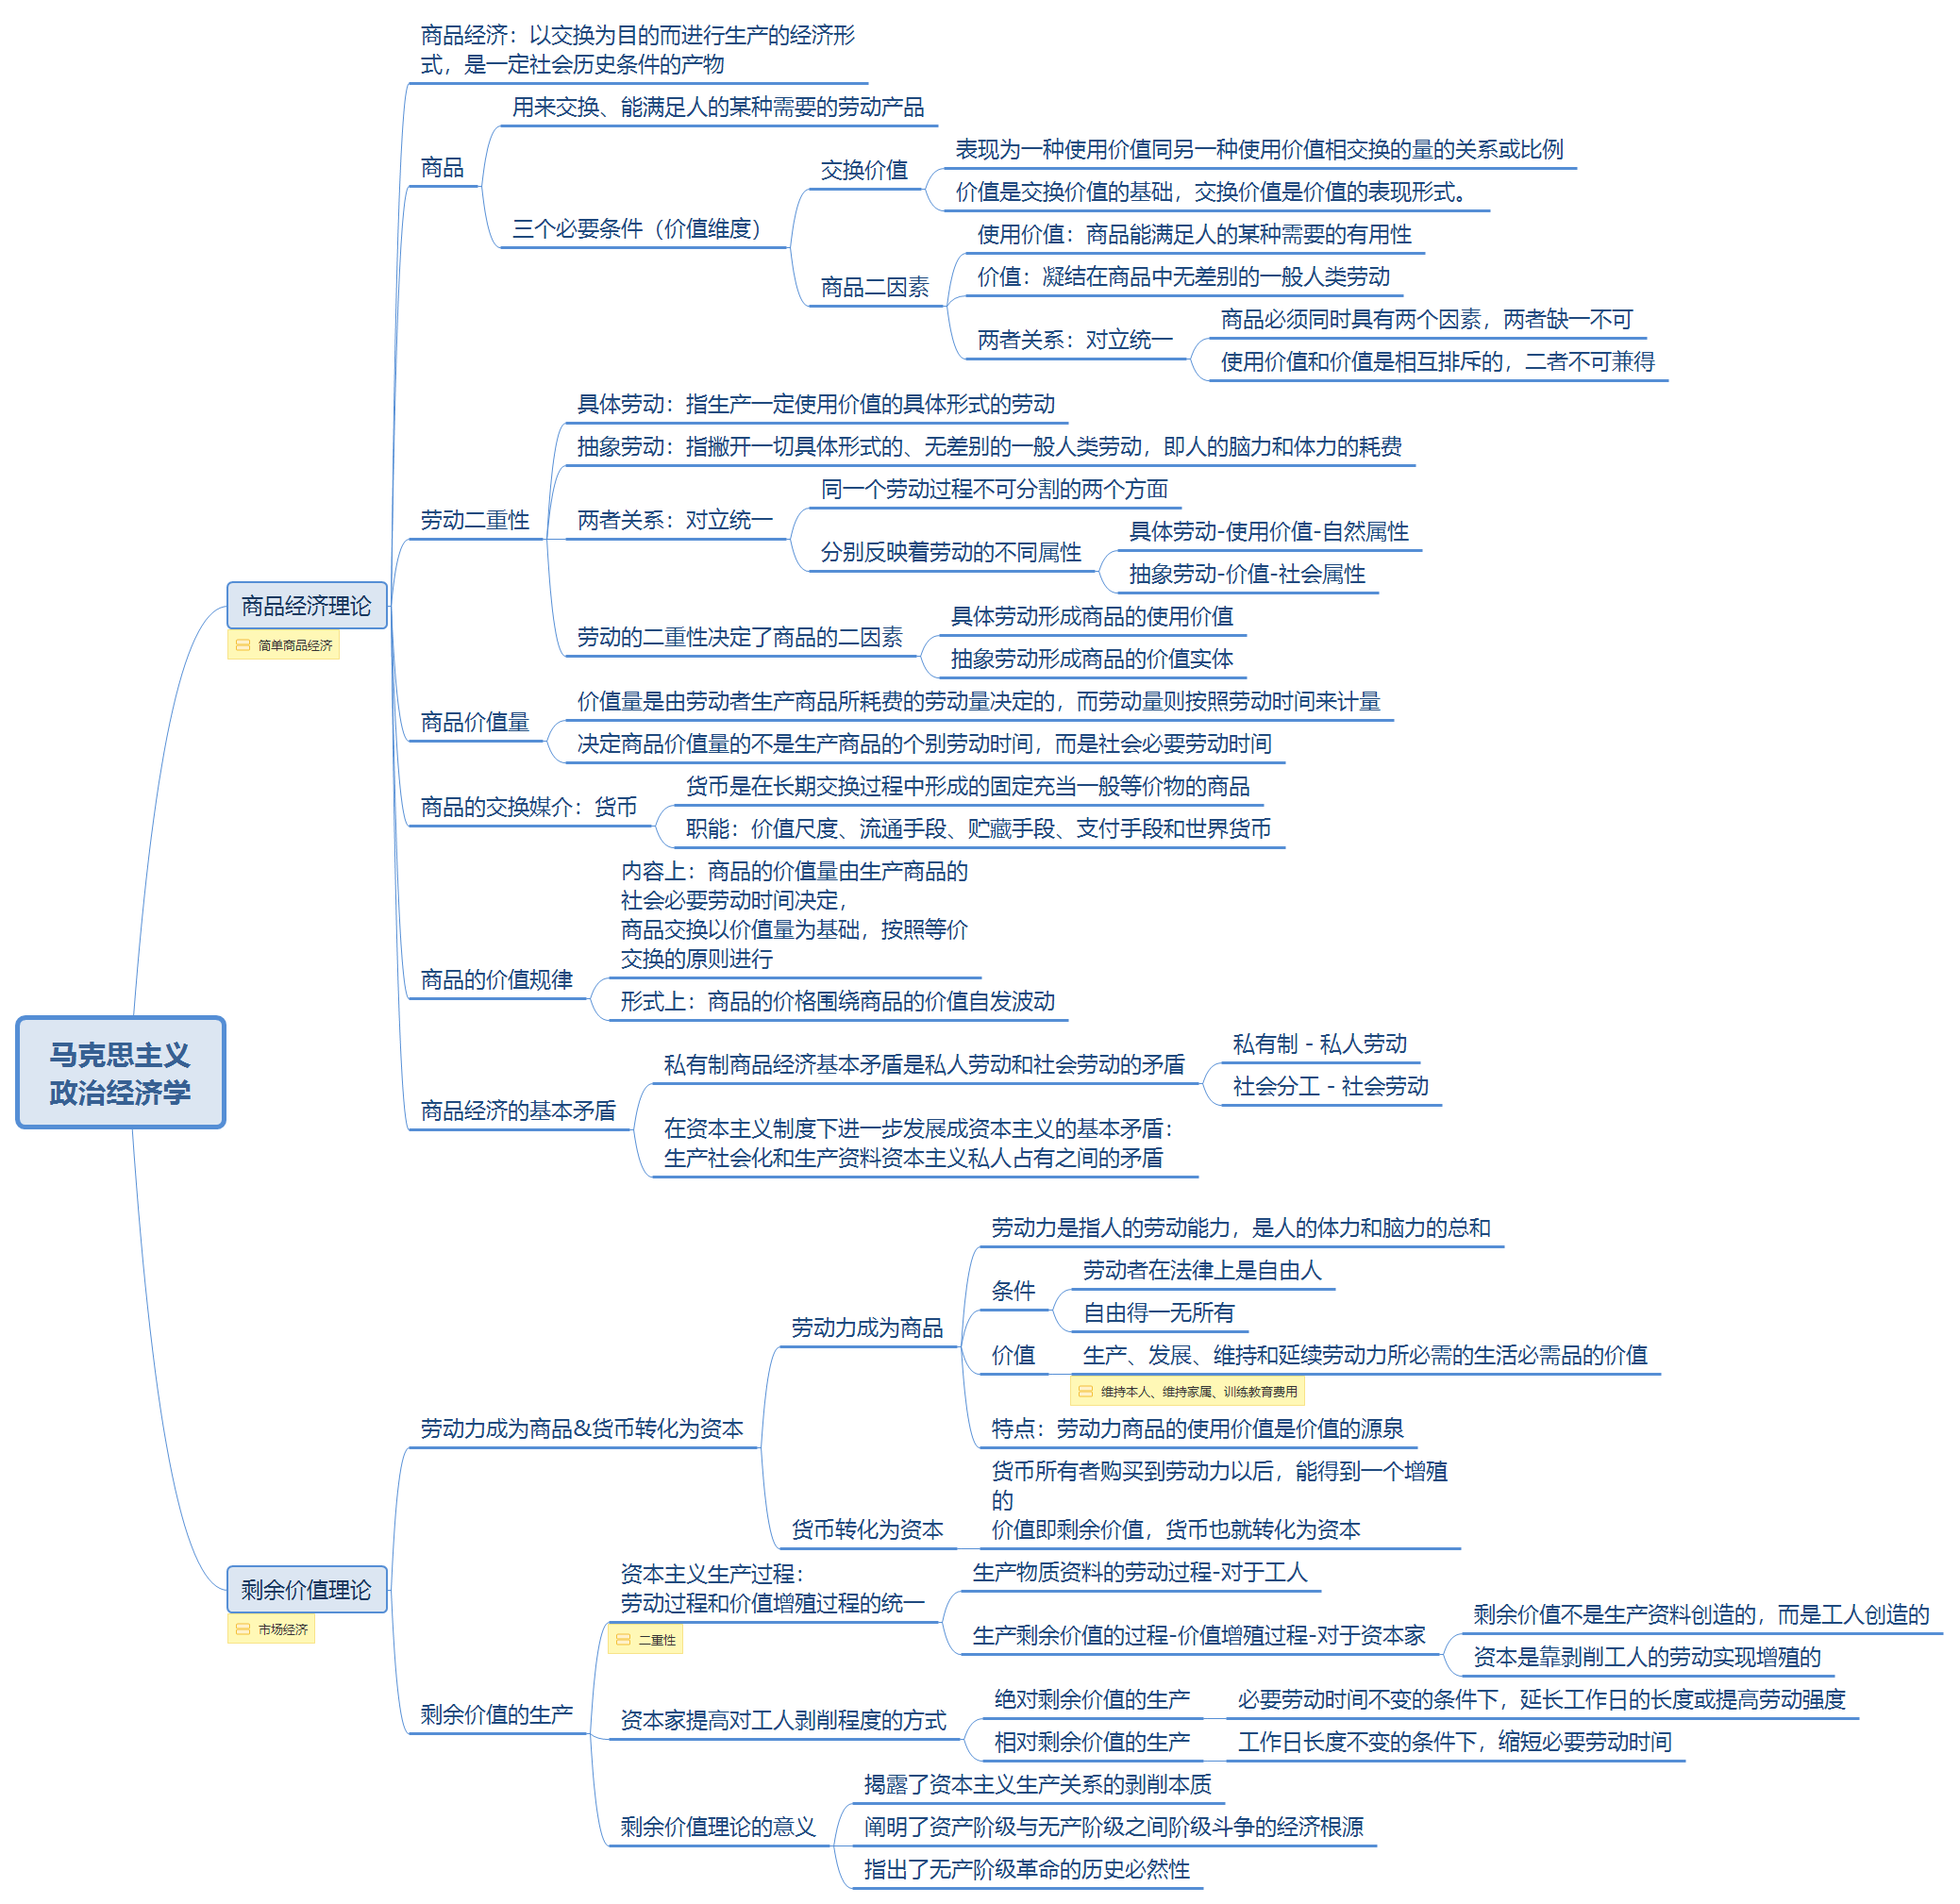 马克思主义
政治经济学
商品经济理论
简单商品经济
商品经济：以交换为目的而进行生产的经济形
式，是一定社会历史条件的产物
商品
用来交换、能满足人的某种需要的劳动产品
三个必要条件（价值维度）
交换价值
表现为一种使用价值同另一种使用价值相交换的量的关系或比例
价值是交换价值的基础，交换价值是价值的表现形式。
商品二因素
使用价值：商品能满足人的某种需要的有用性
价值：凝结在商品中无差别的一般人类劳动
两者关系：对立统一
商品必须同时具有两个因素，两者缺一不可
使用价值和价值是相互排斥的，二者不可兼得
劳动二重性
具体劳动：指生产一定使用价值的具体形式的劳动
抽象劳动：指撇开一切具体形式的、无差别的一般人类劳动，即人的脑力和体力的耗费
两者关系：对立统一
同一个劳动过程不可分割的两个方面
分别反映着劳动的不同属性
具体劳动-使用价值-自然属性
抽象劳动-价值-社会属性
劳动的二重性决定了商品的二因素
具体劳动形成商品的使用价值
抽象劳动形成商品的价值实体
商品价值量
价值量是由劳动者生产商品所耗费的劳动量决定的，而劳动量则按照劳动时间来计量
决定商品价值量的不是生产商品的个别劳动时间，而是社会必要劳动时间
商品的交换媒介：货币
货币是在长期交换过程中形成的固定充当一般等价物的商品
职能：价值尺度、流通手段、贮藏手段、支付手段和世界货币
商品的价值规律
内容上：商品的价值量由生产商品的
社会必要劳动时间决定，
商品交换以价值量为基础，按照等价
交换的原则进行
形式上：商品的价格围绕商品的价值自发波动
商品经济的基本矛盾
私有制商品经济基本矛盾是私人劳动和社会劳动的矛盾
私有制 - 私人劳动
社会分工 - 社会劳动
在资本主义制度下进一步发展成资本主义的基本矛盾：
生产社会化和生产资料资本主义私人占有之间的矛盾
剩余价值理论
市场经济
劳动力成为商品&货币转化为资本
劳动力成为商品
劳动力是指人的劳动能力，是人的体力和脑力的总和
条件
劳动者在法律上是自由人
自由得一无所有
价值
生产、发展、维持和延续劳动力所必需的生活必需品的价值
维持本人、维持家属、训练教育费用
特点：劳动力商品的使用价值是价值的源泉
货币转化为资本
货币所有者购买到劳动力以后，能得到一个增殖
的
价值即剩余价值，货币也就转化为资本
剩余价值的生产
资本主义生产过程：
劳动过程和价值增殖过程的统一
二重性
生产物质资料的劳动过程-对于工人
生产剩余价值的过程-价值增殖过程-对于资本家
剩余价值不是生产资料创造的，而是工人创造的
资本是靠剥削工人的劳动实现增殖的
资本家提高对工人剥削程度的方式
绝对剩余价值的生产
必要劳动时间不变的条件下，延长工作日的长度或提高劳动强度
相对剩余价值的生产
工作日长度不变的条件下，缩短必要劳动时间
剩余价值理论的意义
揭露了资本主义生产关系的剥削本质
阐明了资产阶级与无产阶级之间阶级斗争的经济根源
指出了无产阶级革命的历史必然性